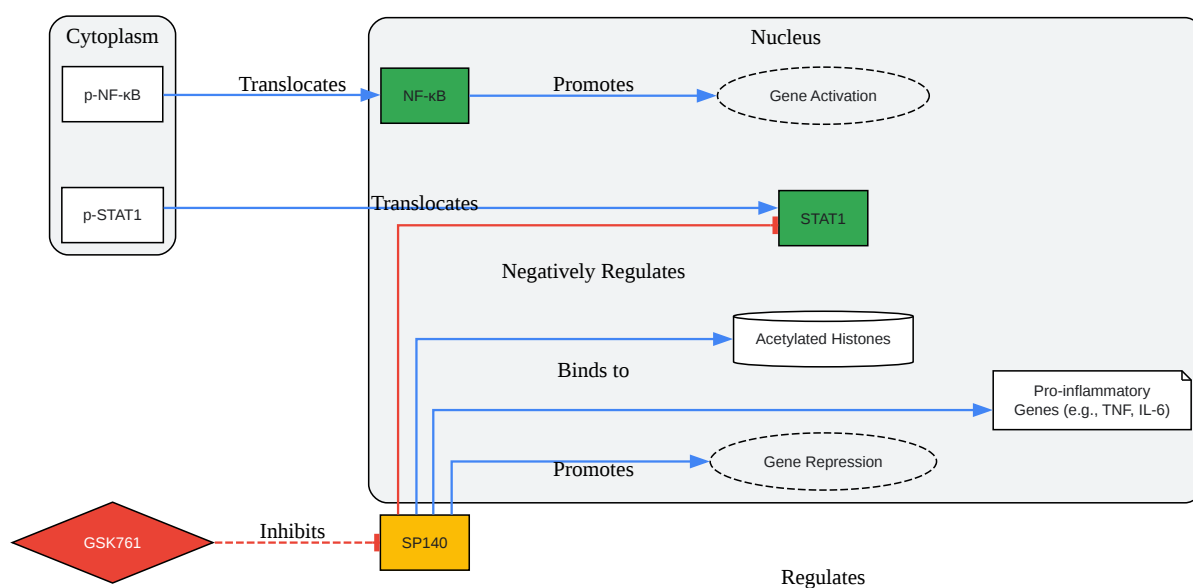 Cytoplasm
Nucleus
p-NF-κB
Translocates
NF-κB
Promotes
Gene Activation
p-STAT1
Translocates
STAT1
Negatively Regulates
Acetylated Histones
Binds to
Pro-inflammatory
Genes (e.g., TNF, IL-6)
Promotes
Gene Repression
GSK761
Inhibits
SP140
Regulates